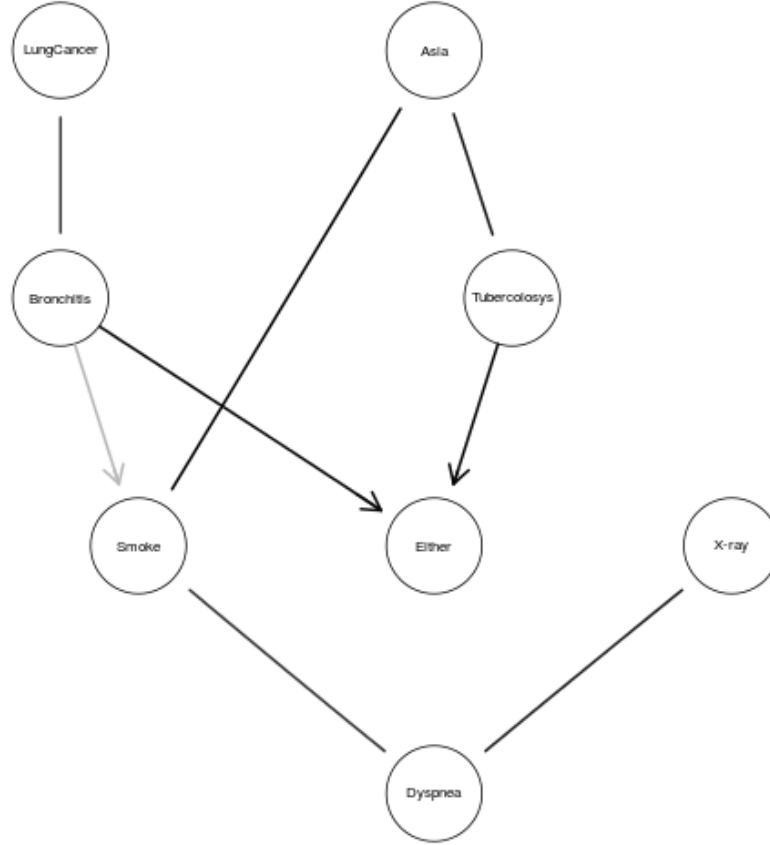 LungCancer
Asia
Bronchitis
Tubercolosys
Smoke
Either
X-ray
Dyspnea